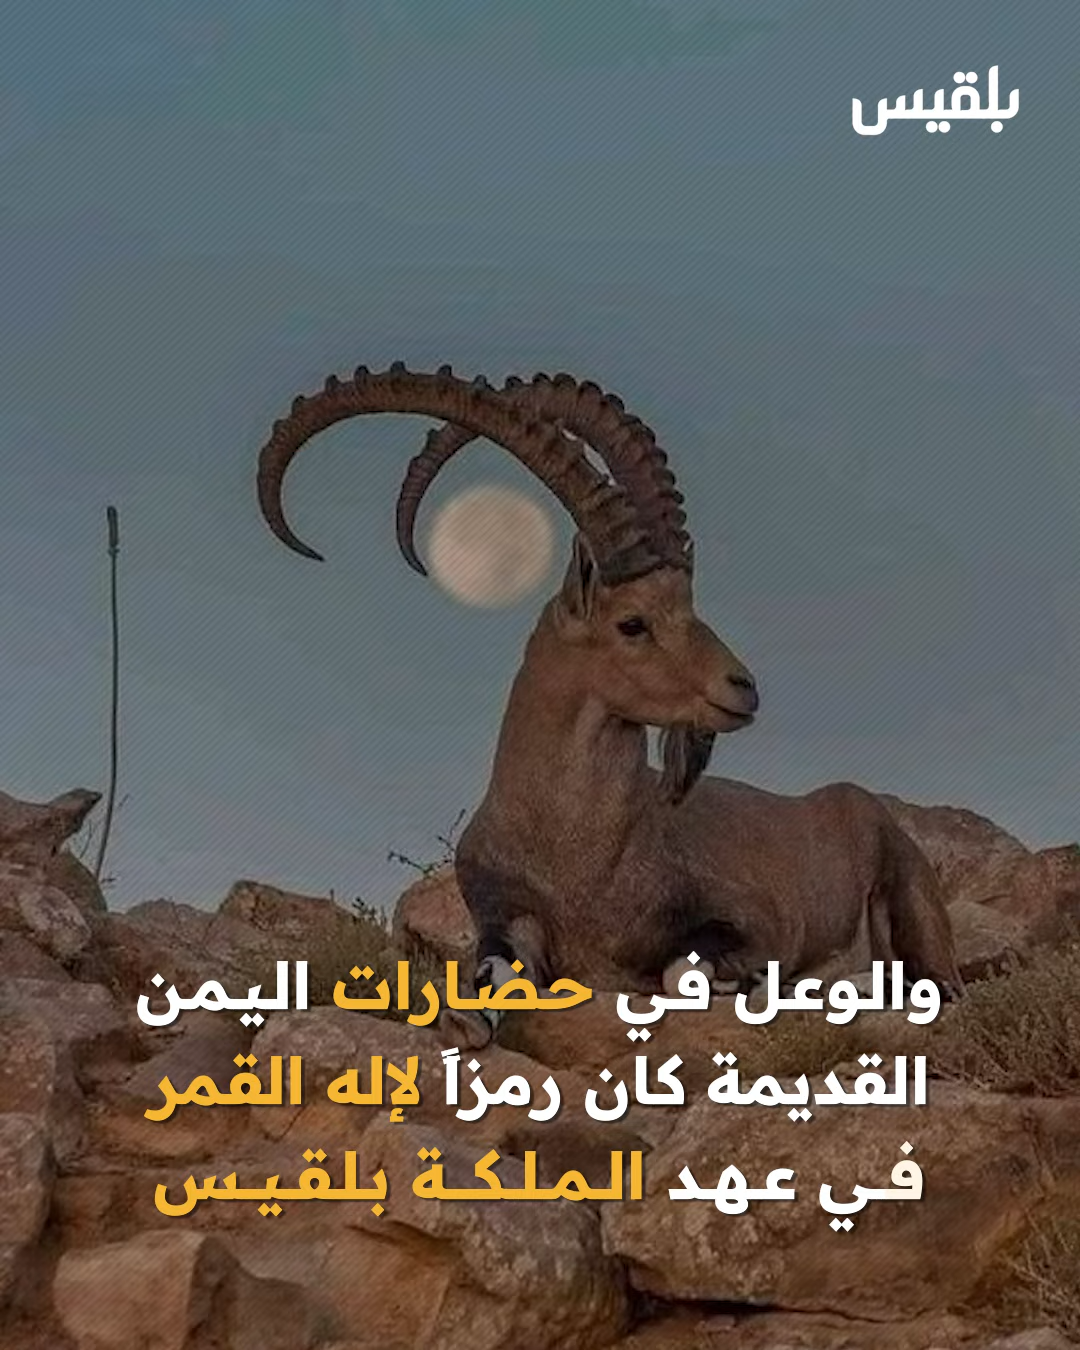 بلقيس
والوعل في حضارات اليمن
القديمة كان رمزاً لإله القمر
في عهد الملكة بلقيس